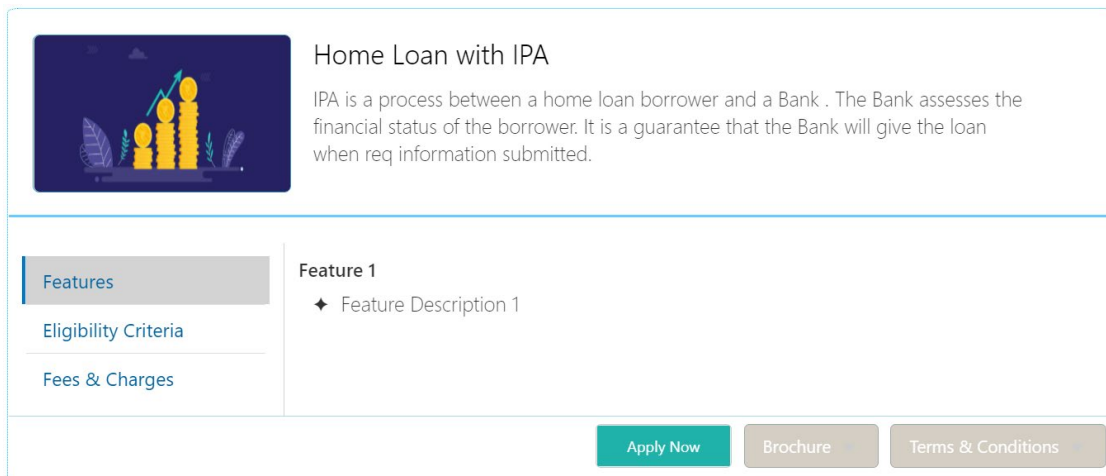 Home Loan with IPA
IPA is a process between a home loan borrower and a Bank . The Bank assesses the
financial status of the borrower. It is a guarantee that the Bank will give the loan
when req information submitted.
Features
Eligibility Criteria
Fees & Charges
Feature 1
Feature Description 1
Apply Now
Brochure
Terms & Conditions